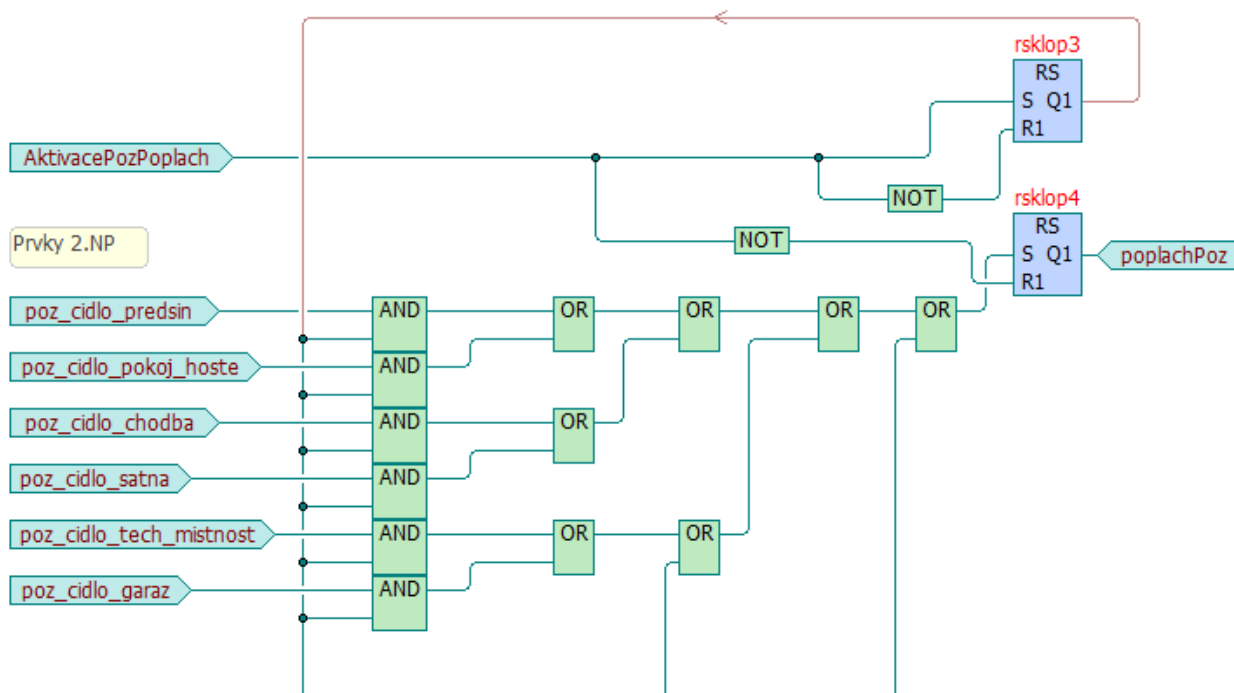 rsklop3
RS
S Q1
R1
AktivacePozPoplach
NOT
rsklop4
RS
S Q1
R1
NOT
poplachPoz
Prvky 2.NP
poz_cidlo_predsin
AND
OR
OR
OR
OR
poz_cidlo_pokoj_hoste
AND
poz_cidlo_chodba
AND
OR
poz_cidlo_satna
AND
poz_cidlo_tech_mistnost
AND
OR
OR
poz_cidlo_garaz
AND